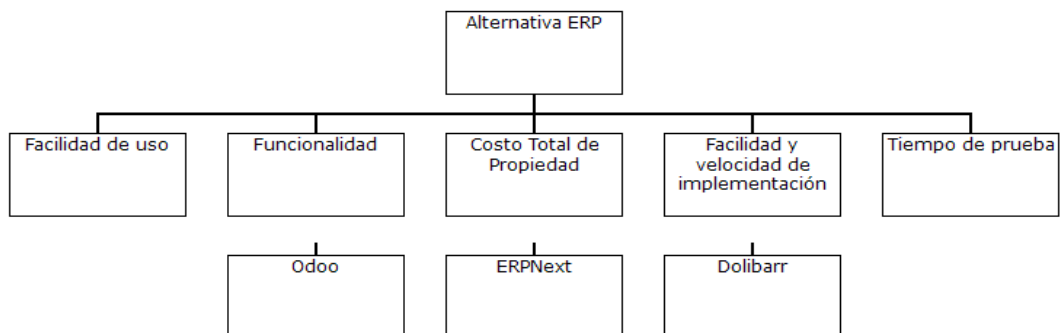 Alternativa ERP
Facilidad de uso
Funcionalidad
Costo Total de
Propiedad
Facilidad y
velocidad de
implementación
Tiempo de prueba
Odoo
ERPNext
Dolibarr